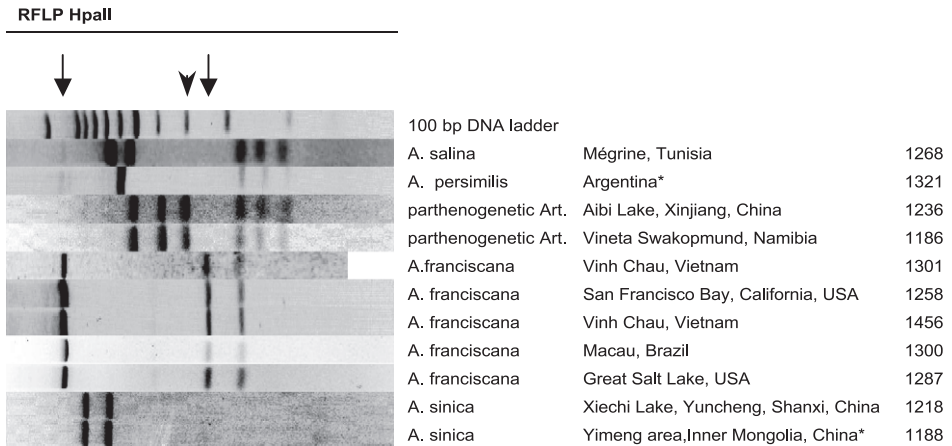 RFLP HpaII
100 bp DNA ladder
A. salina Mégrine, Tunisia 1268
A. persimilis Argentina* 1321
parthenogenetic Art. Aibi Lake, Xinjiang, China 1236
parthenogenetic Art. Vineta Swakopmund, Namibia 1186
A.franciscana Vinh Chau, Vietnam 1301
A. franciscana San Francisco Bay, California, USA 1258
A. franciscana Vinh Chau, Vietnam 1456
A. franciscana Macau, Brazil 1300
A. franciscana Great Salt Lake, USA 1287
A. sinica Xiechi Lake, Yuncheng, Shanxi, China 1218
A. sinica Yimeng area,Inner Mongolia, China* 1188